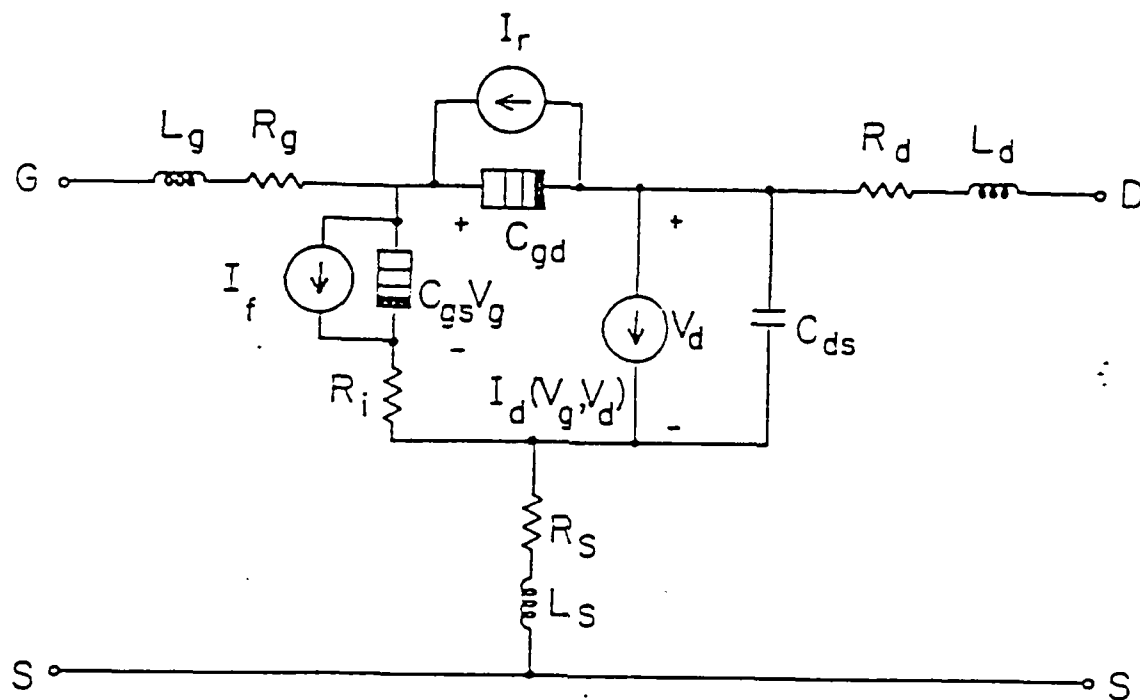 I_r
L_g R_g
R_d L_d
G
D
+ C_gd +
I_f C_gs V_g
V_d
C_ds
-
R_i
I_d(V_g,V_d)
-
R_S
L_S
S
S